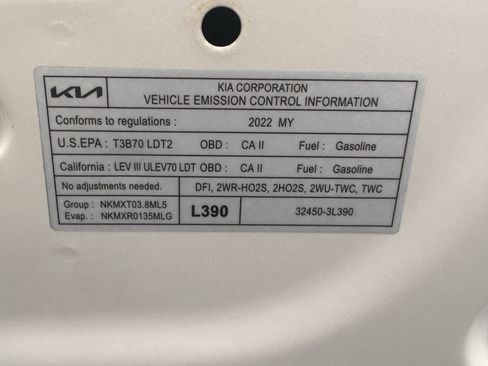 KIA
KIA CORPORATION
VEHICLE EMISSION CONTROL INFORMATION
Conforms to regulations : 2022 MY
U.S.EPA : T3B70 LDT2 OBD : CA II Fuel : Gasoline
California : LEV III ULEV70 LDT OBD : CA II Fuel : Gasoline
No adjustments needed. DFI, 2WR-HO2S, 2HO2S, 2WU-TWC, TWC
Group : NKMXT03.8ML5
Evap. : NKMXR0135MLG
L390
32450-3L390